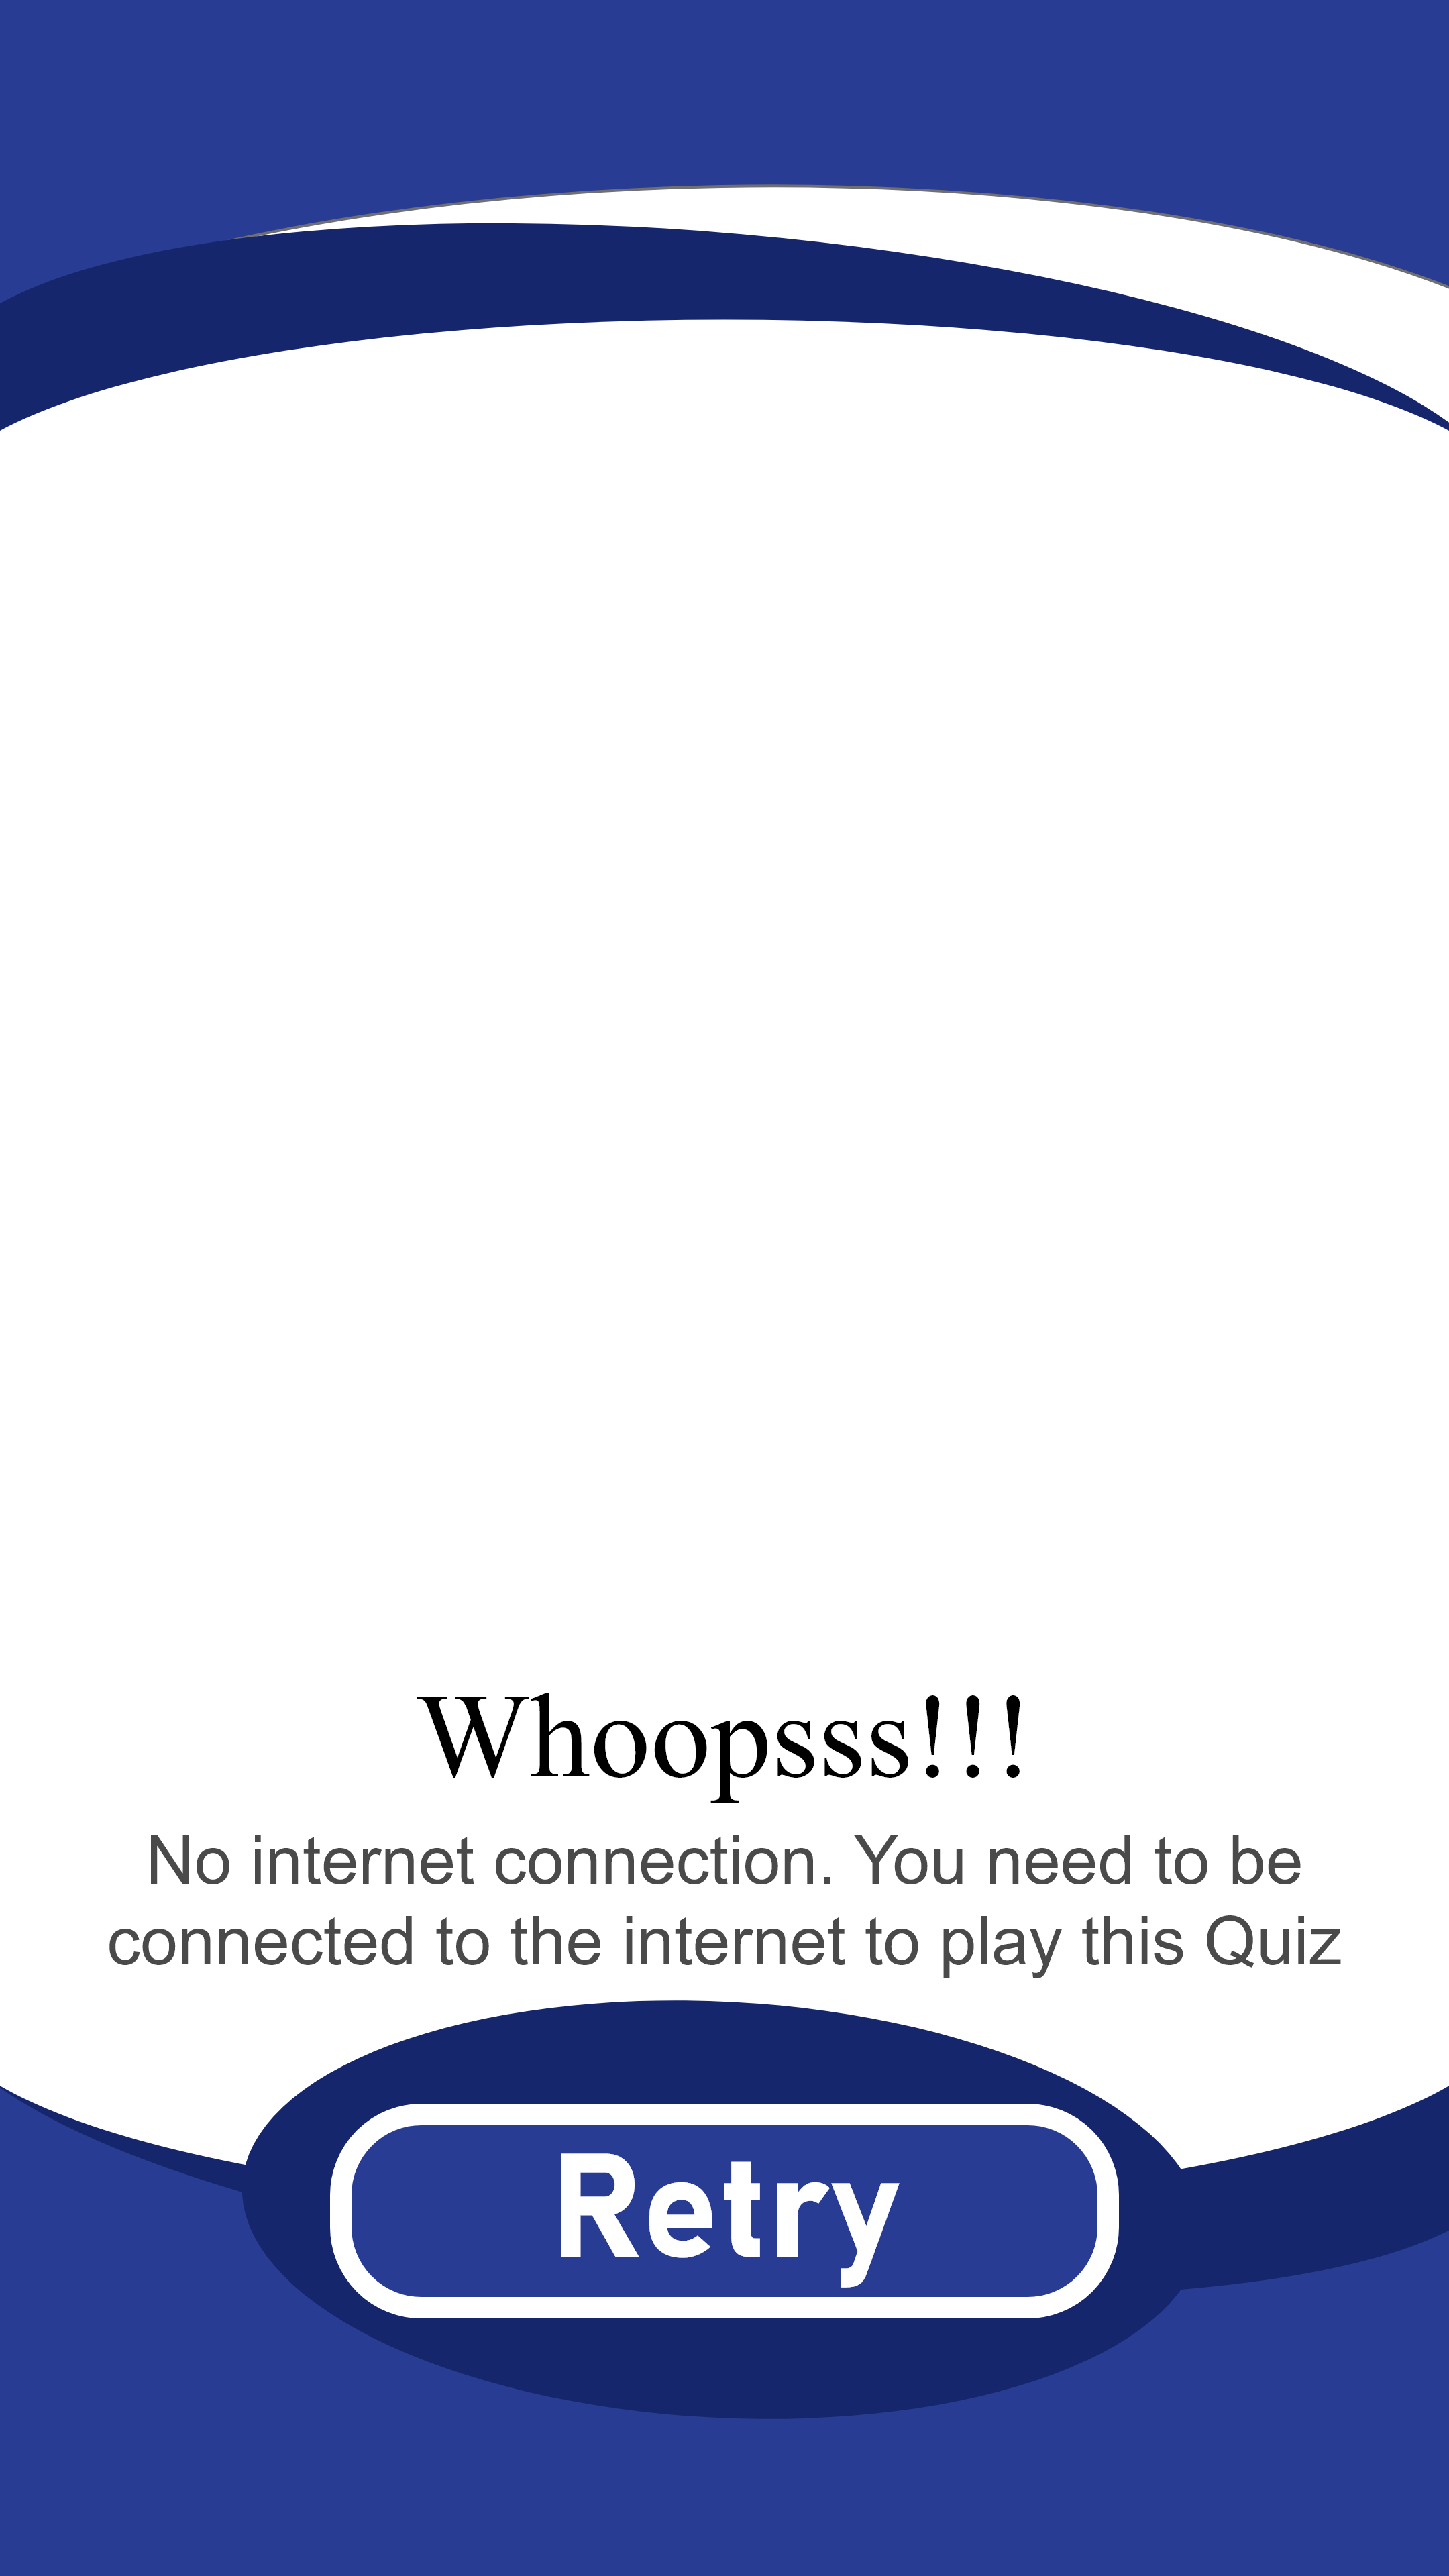 Whoopsss!!!
No internet connection. You need to be
connected to the internet to play this Quiz
Retry